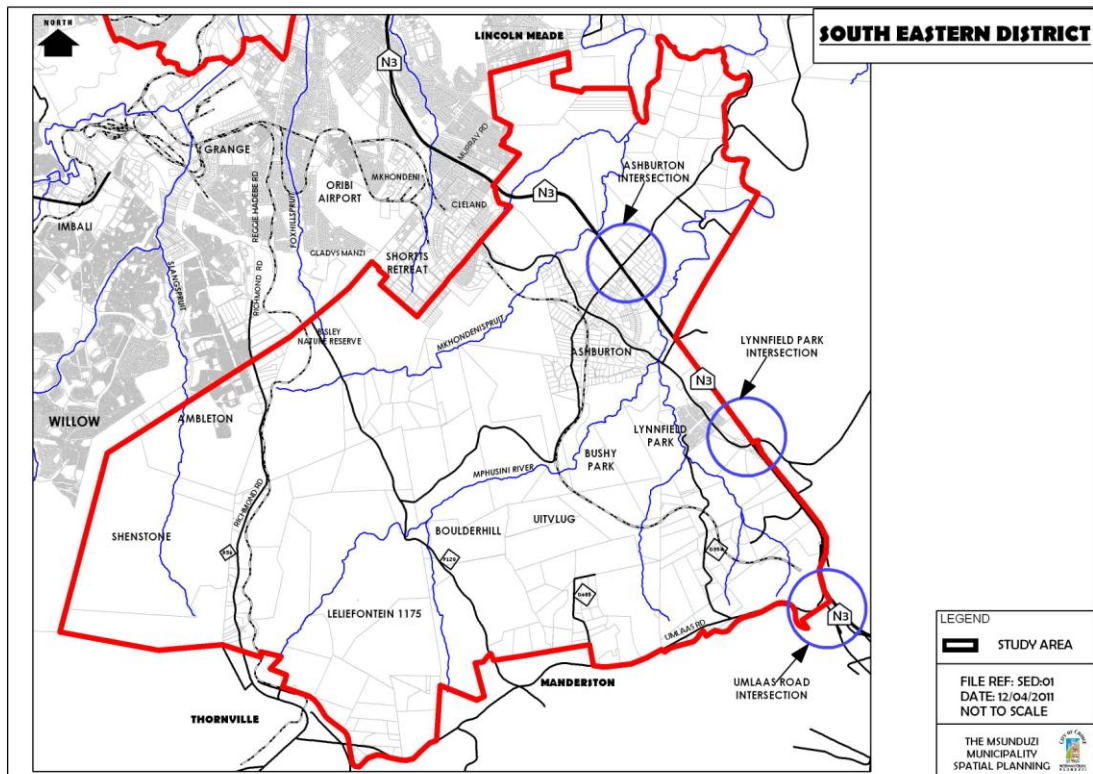 NORTH
SOUTH EASTERN DISTRICT
LINCOLN MEADE
N3
MURRAY RD
GRANGE
REGGIE HADEBE RD
FOXHILLSPRUIT
ORIBI
AIRPORT
MKHONDENI
CLELAND
ASHBURTON
INTERSECTION
N3
IMBALI
SLANGSPRUIT
RICHMOND RD
GLADYS MANZI
SHORTTS
RETREAT
BISLEY
NATURE RESERVE
MKHONDENISPRUIT
ASHBURTON
LYNNFIELD PARK
INTERSECTION
N3
WILLOW
AMBLETON
LYNNFIELD
PARK
BUSHY
PARK
MPHUSINI RIVER
RICHMOND RD
SHENSTONE
BOULDERHILL
UITVLUG
LELIEFONTEIN 1175
UMLAAS RD
N3
MANDERSTON
UMLAAS ROAD
INTERSECTION
THORNVILLE
LEGEND
STUDY AREA
FILE REF: SED:01
DATE: 12/04/2011
NOT TO SCALE
THE MSUNDUZI
MUNICIPALITY
SPATIAL PLANNING